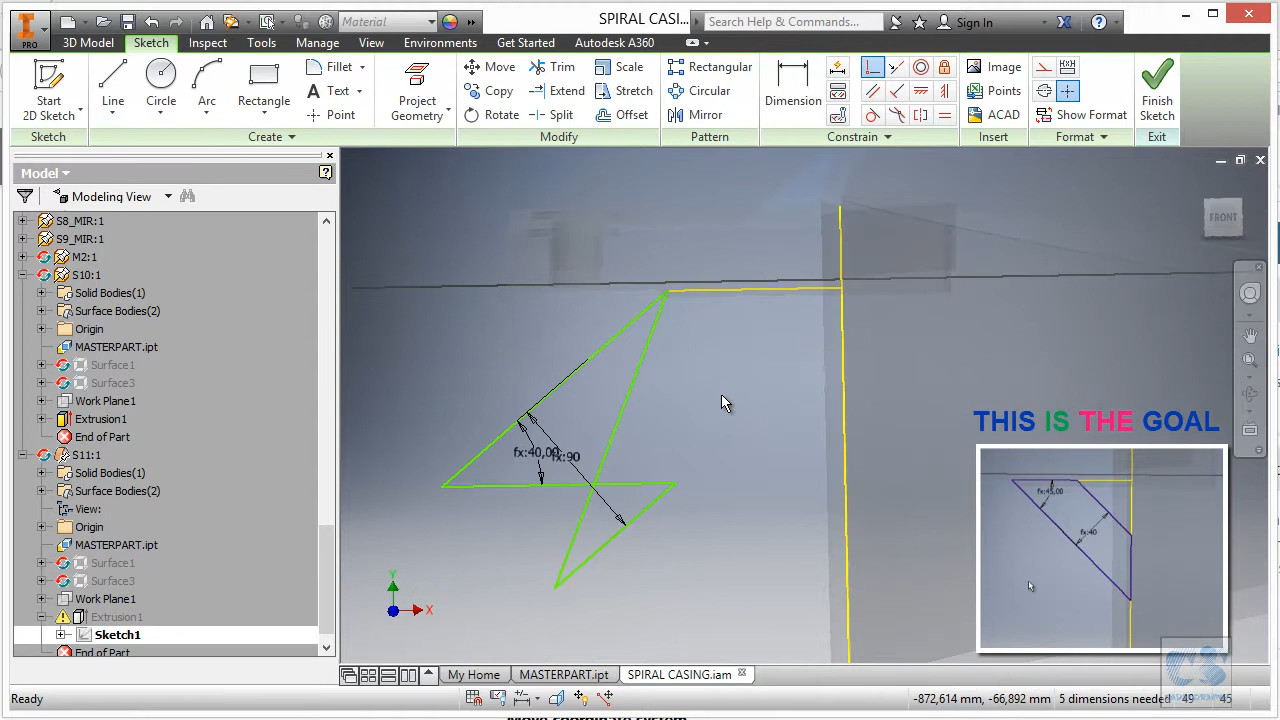 SPIRAL CASING...
Material
Search Help & Commands...
Sign In
PRO
3D Model Sketch Inspect Tools Manage View Environments Get Started Autodesk A360
Start
2D Sketch
Line
Circle
Arc
Rectangle
Fillet
Text
Point
Project
Geometry
Move
Copy
Rotate
Trim
Extend
Split
Scale
Stretch
Offset
Rectangular
Circular
Mirror
Dimension
Image
Points
ACAD
Show Format
Finish
Sketch
Sketch Create Modify Pattern Constrain Insert Format Exit
Model
Modeling View
S8_MIR:1
S9_MIR:1
M2:1
S10:1
Solid Bodies(1)
Surface Bodies(2)
Origin
MASTERPART.ipt
Surface1
Surface3
Work Plane1
Extrusion1
End of Part
S11:1
Solid Bodies(1)
Surface Bodies(2)
View:
Origin
MASTERPART.ipt
Surface1
Surface3
Work Plane1
Extrusion1
Sketch1
End of Part
FRONT
fx:40,00
fx:90
THIS IS THE GOAL
fx:45,00
fx:40
Y
X
CS
My Home
MASTERPART.ipt
SPIRAL CASING.iam
Ready
-872,614 mm, -66,892 mm 5 dimensions needed 49 45
Move coordinate system